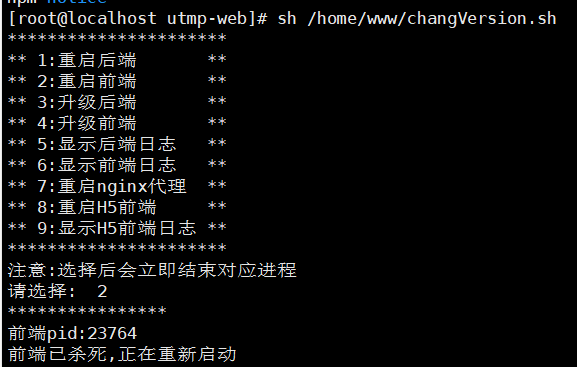 npm notice
[root@localhost utmp-web]# sh /home/www/changVersion.sh
**********************
** 1:重启后端 **
** 2:重启前端 **
** 3:升级后端 **
** 4:升级前端 **
** 5:显示后端日志 **
** 6:显示前端日志 **
** 7:重启nginx代理 **
** 8:重启H5前端 **
** 9:显示H5前端日志 **
**********************
注意:选择后会立即结束对应进程
请选择: 2
****************
前端pid:23764
前端已杀死,正在重新启动